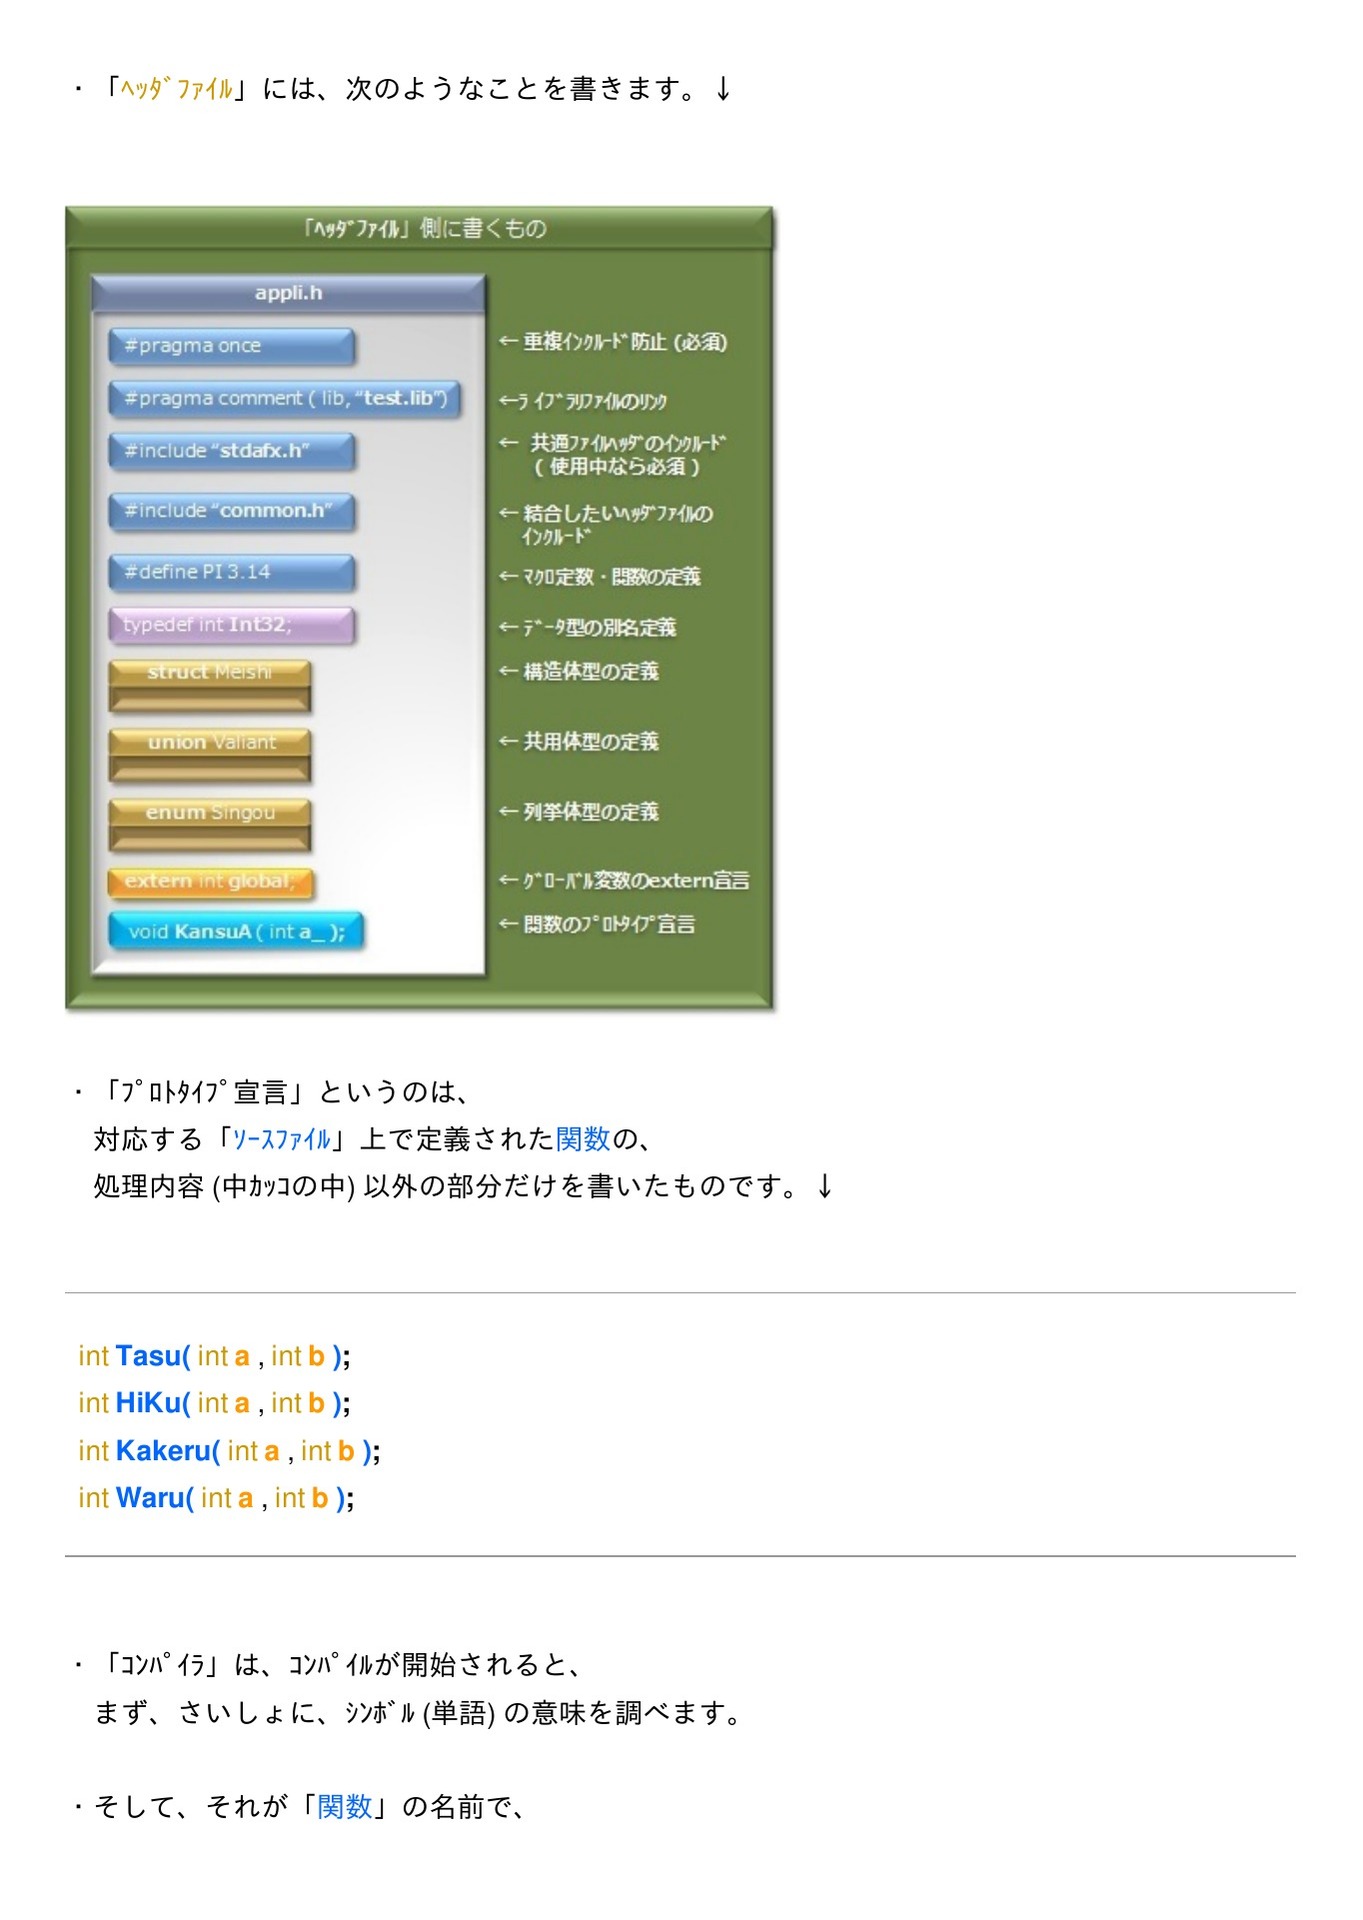 ・「ﾍｯﾀﾞﾌｧｲﾙ」には、次のようなことを書きます。↓
「ﾍｯﾀﾞﾌｧｲﾙ」側に書くもの
appli.h
#pragma once
←重複ｲﾝｸﾙｰﾄﾞ防止 (必須)
#pragma comment ( lib, “test.lib”)
←ﾗｲﾌﾞﾗﾘﾌｧｲﾙのﾘﾝｸ
#include “stdafx.h”
← 共通ﾌｧｲﾙﾍｯﾀﾞのｲﾝｸﾙｰﾄﾞ
( 使用中なら必須 )
#include “common.h”
←結合したいﾍｯﾀﾞﾌｧｲﾙの
ｲﾝｸﾙｰﾄﾞ
#define PI 3.14
←ﾏｸﾛ定数・関数の定義
typedef int Int32;
←ﾃﾞｰﾀ型の別名定義
struct Meishi
←構造体型の定義
union Valiant
←共用体型の定義
enum Singou
←列挙体型の定義
extern int global;
←ｸﾞﾛｰﾊﾞﾙ変数のextern宣言
void KansuA ( int a_ );
←関数のﾌﾟﾛﾄﾀｲﾌﾟ宣言
・「ﾌﾟﾛﾄﾀｲﾌﾟ宣言」というのは、
対応する「ｿｰｽﾌｧｲﾙ」上で定義された関数の、
処理内容 (中ｶｯｺの中) 以外の部分だけを書いたものです。↓
int Tasu( int a , int b );
int HiKu( int a , int b );
int Kakeru( int a , int b );
int Waru( int a , int b );
・「ｺﾝﾊﾟｲﾗ」は、ｺﾝﾊﾟｲﾙが開始されると、
まず、さいしょに、ｼﾝﾎﾞﾙ (単語) の意味を調べます。
・そして、それが「関数」の名前で、